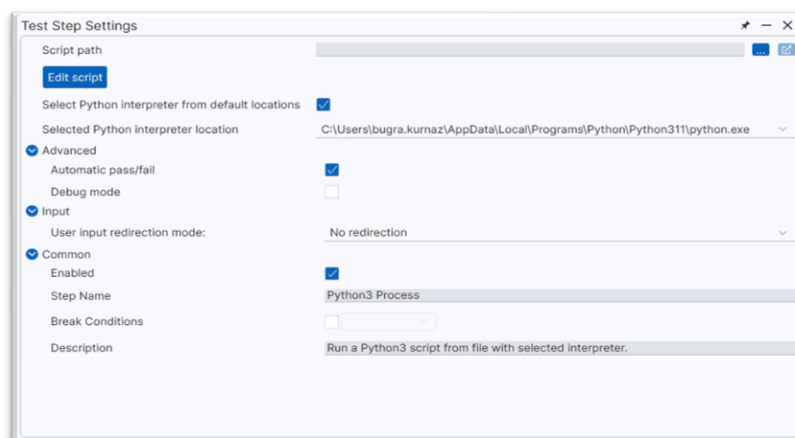 Test Step Settings
Script path
...
Edit script
Select Python interpreter from default locations
Selected Python interpreter location C:\Users\bugra.kurnaz\AppData\Local\Programs\Python\Python311\python.exe
Advanced
Automatic pass/fail
Debug mode
Input
User input redirection mode: No redirection
Common
Enabled
Step Name Python3 Process
Break Conditions
Description Run a Python3 script from file with selected interpreter.